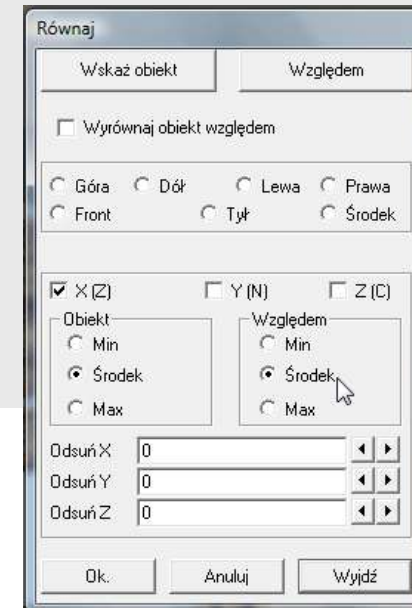 Równaj
Wskaż obiekt Względem
Wyrównaj obiekt względem
Góra Dół Lewa Prawa
Front Tył Środek
X (Z) Y (N) Z (C)
Obiekt Względem
Min Min
Środek Środek
Max Max
Odsuń X 0
Odsuń Y 0
Odsuń Z 0
Ok. Anuluj Wyjdź